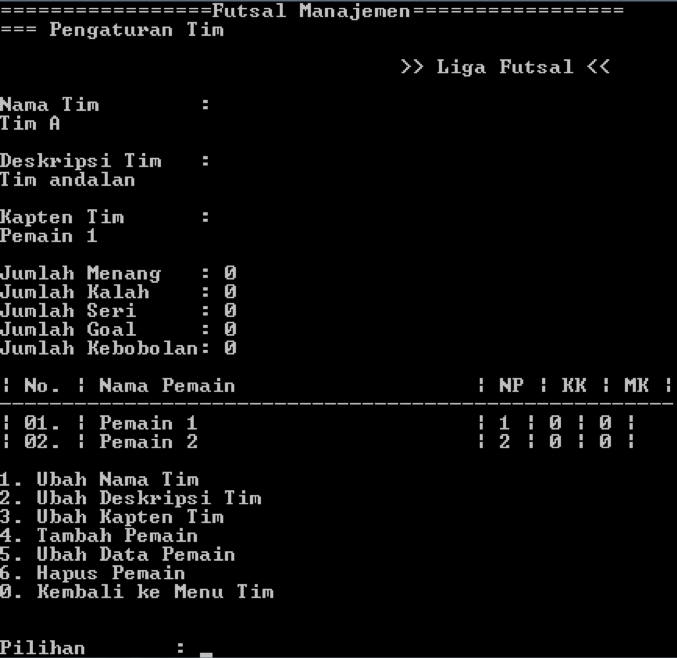 =================Futsal Manajemen=================
=== Pengaturan Tim
>> Liga Futsal <<
Nama Tim :
Tim A
Deskripsi Tim :
Tim andalan
Kapten Tim :
Pemain 1
Jumlah Menang : 0
Jumlah Kalah : 0
Jumlah Seri : 0
Jumlah Goal : 0
Jumlah Kebobolan: 0
| No. | Nama Pemain | NP | KK | MK |
------------------------------------------------------
| 01. | Pemain 1 | 1 | 0 | 0 |
| 02. | Pemain 2 | 2 | 0 | 0 |
1. Ubah Nama Tim
2. Ubah Deskripsi Tim
3. Ubah Kapten Tim
4. Tambah Pemain
5. Ubah Data Pemain
6. Hapus Pemain
0. Kembali ke Menu Tim
Pilihan : _